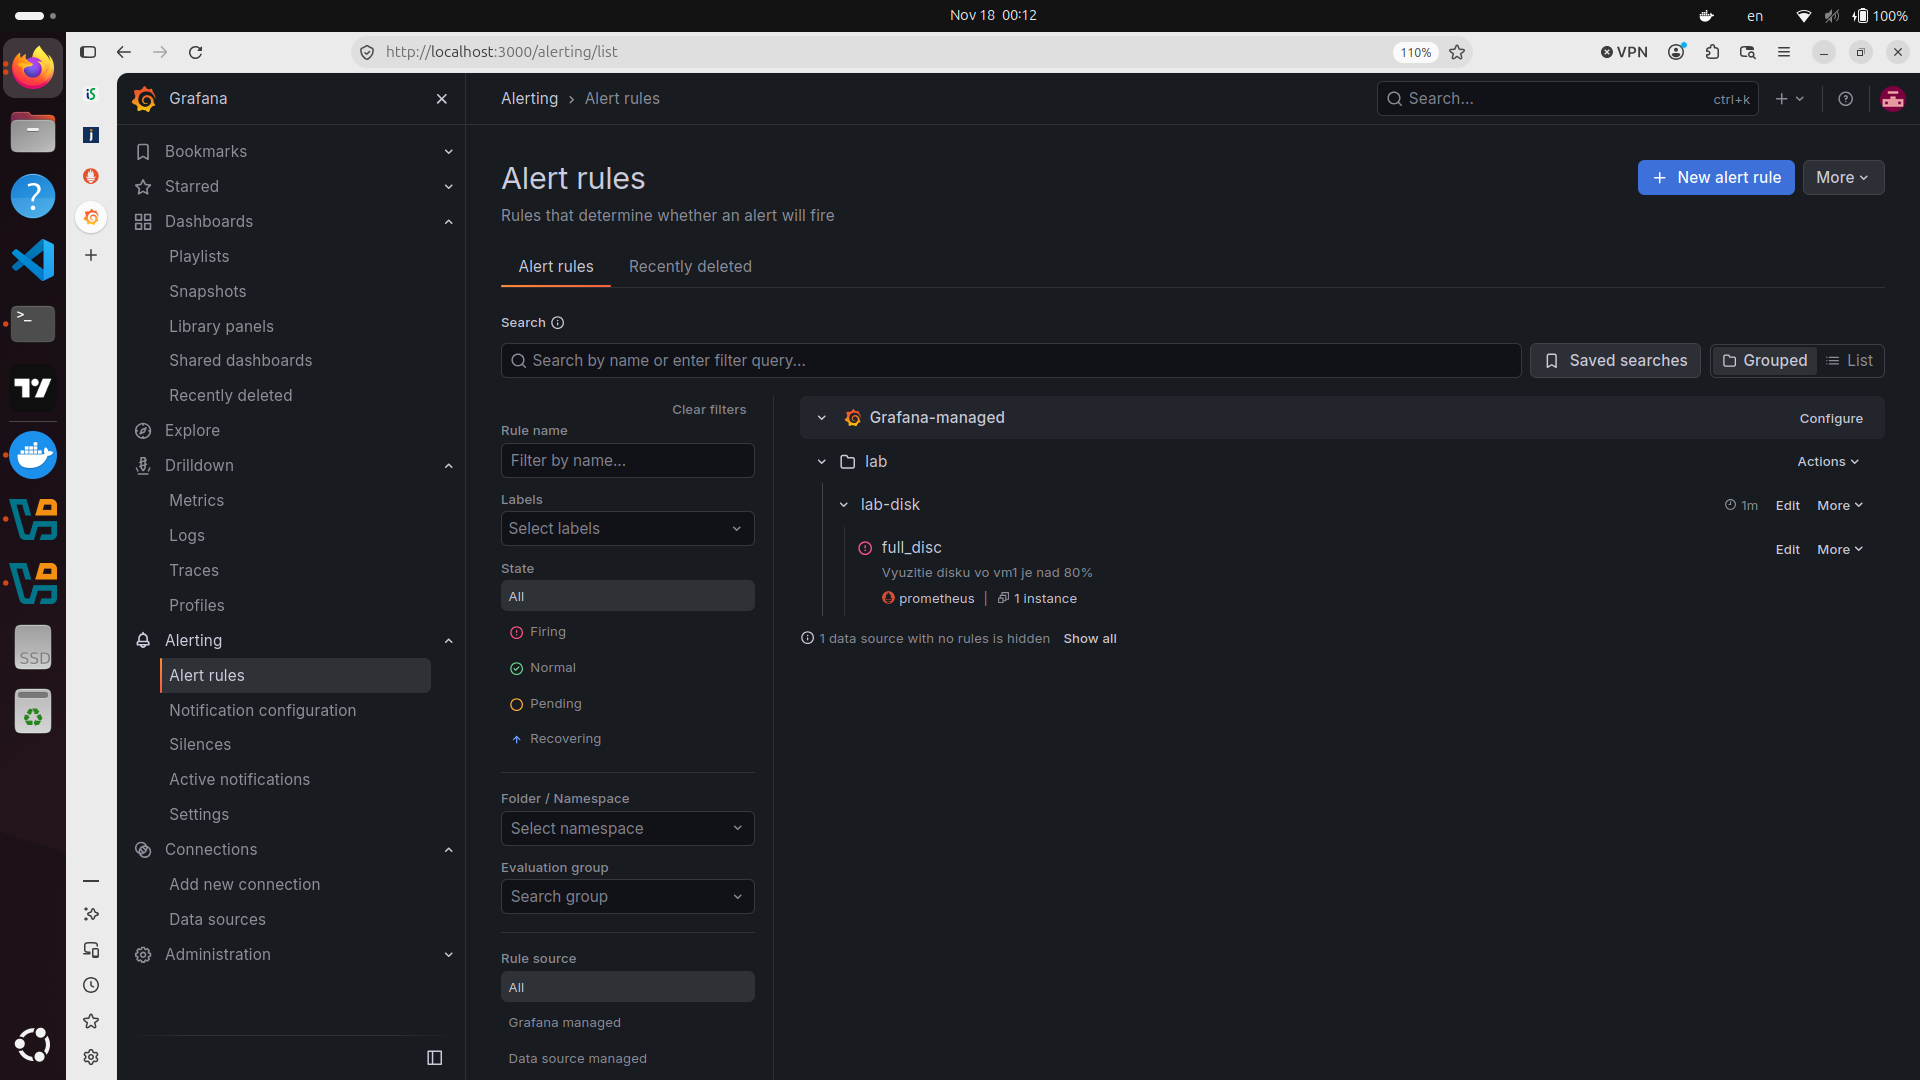 Nov 18 00:12
en
100%
http://localhost:3000/alerting/list
110%
VPN
Grafana
Alerting › Alert rules
Search...
ctrl+k
Bookmarks
Starred
Dashboards
Playlists
Snapshots
Library panels
Shared dashboards
Recently deleted
Explore
Drilldown
Metrics
Logs
Traces
Profiles
Alerting
Alert rules
Notification configuration
Silences
Active notifications
Settings
Connections
Add new connection
Data sources
Administration
SSD
Alert rules
Rules that determine whether an alert will fire
New alert rule
More
Alert rules
Recently deleted
Search
Search by name or enter filter query...
Saved searches
Grouped
List
Clear filters
Rule name
Filter by name...
Labels
Select labels
State
All
Firing
Normal
Pending
Recovering
Folder / Namespace
Select namespace
Evaluation group
Search group
Rule source
All
Grafana managed
Data source managed
Grafana-managed
Configure
lab
Actions
lab-disk
1m
Edit
More
full_disc
Edit
More
Vyuzitie disku vo vm1 je nad 80%
prometheus | 1 instance
1 data source with no rules is hidden
Show all